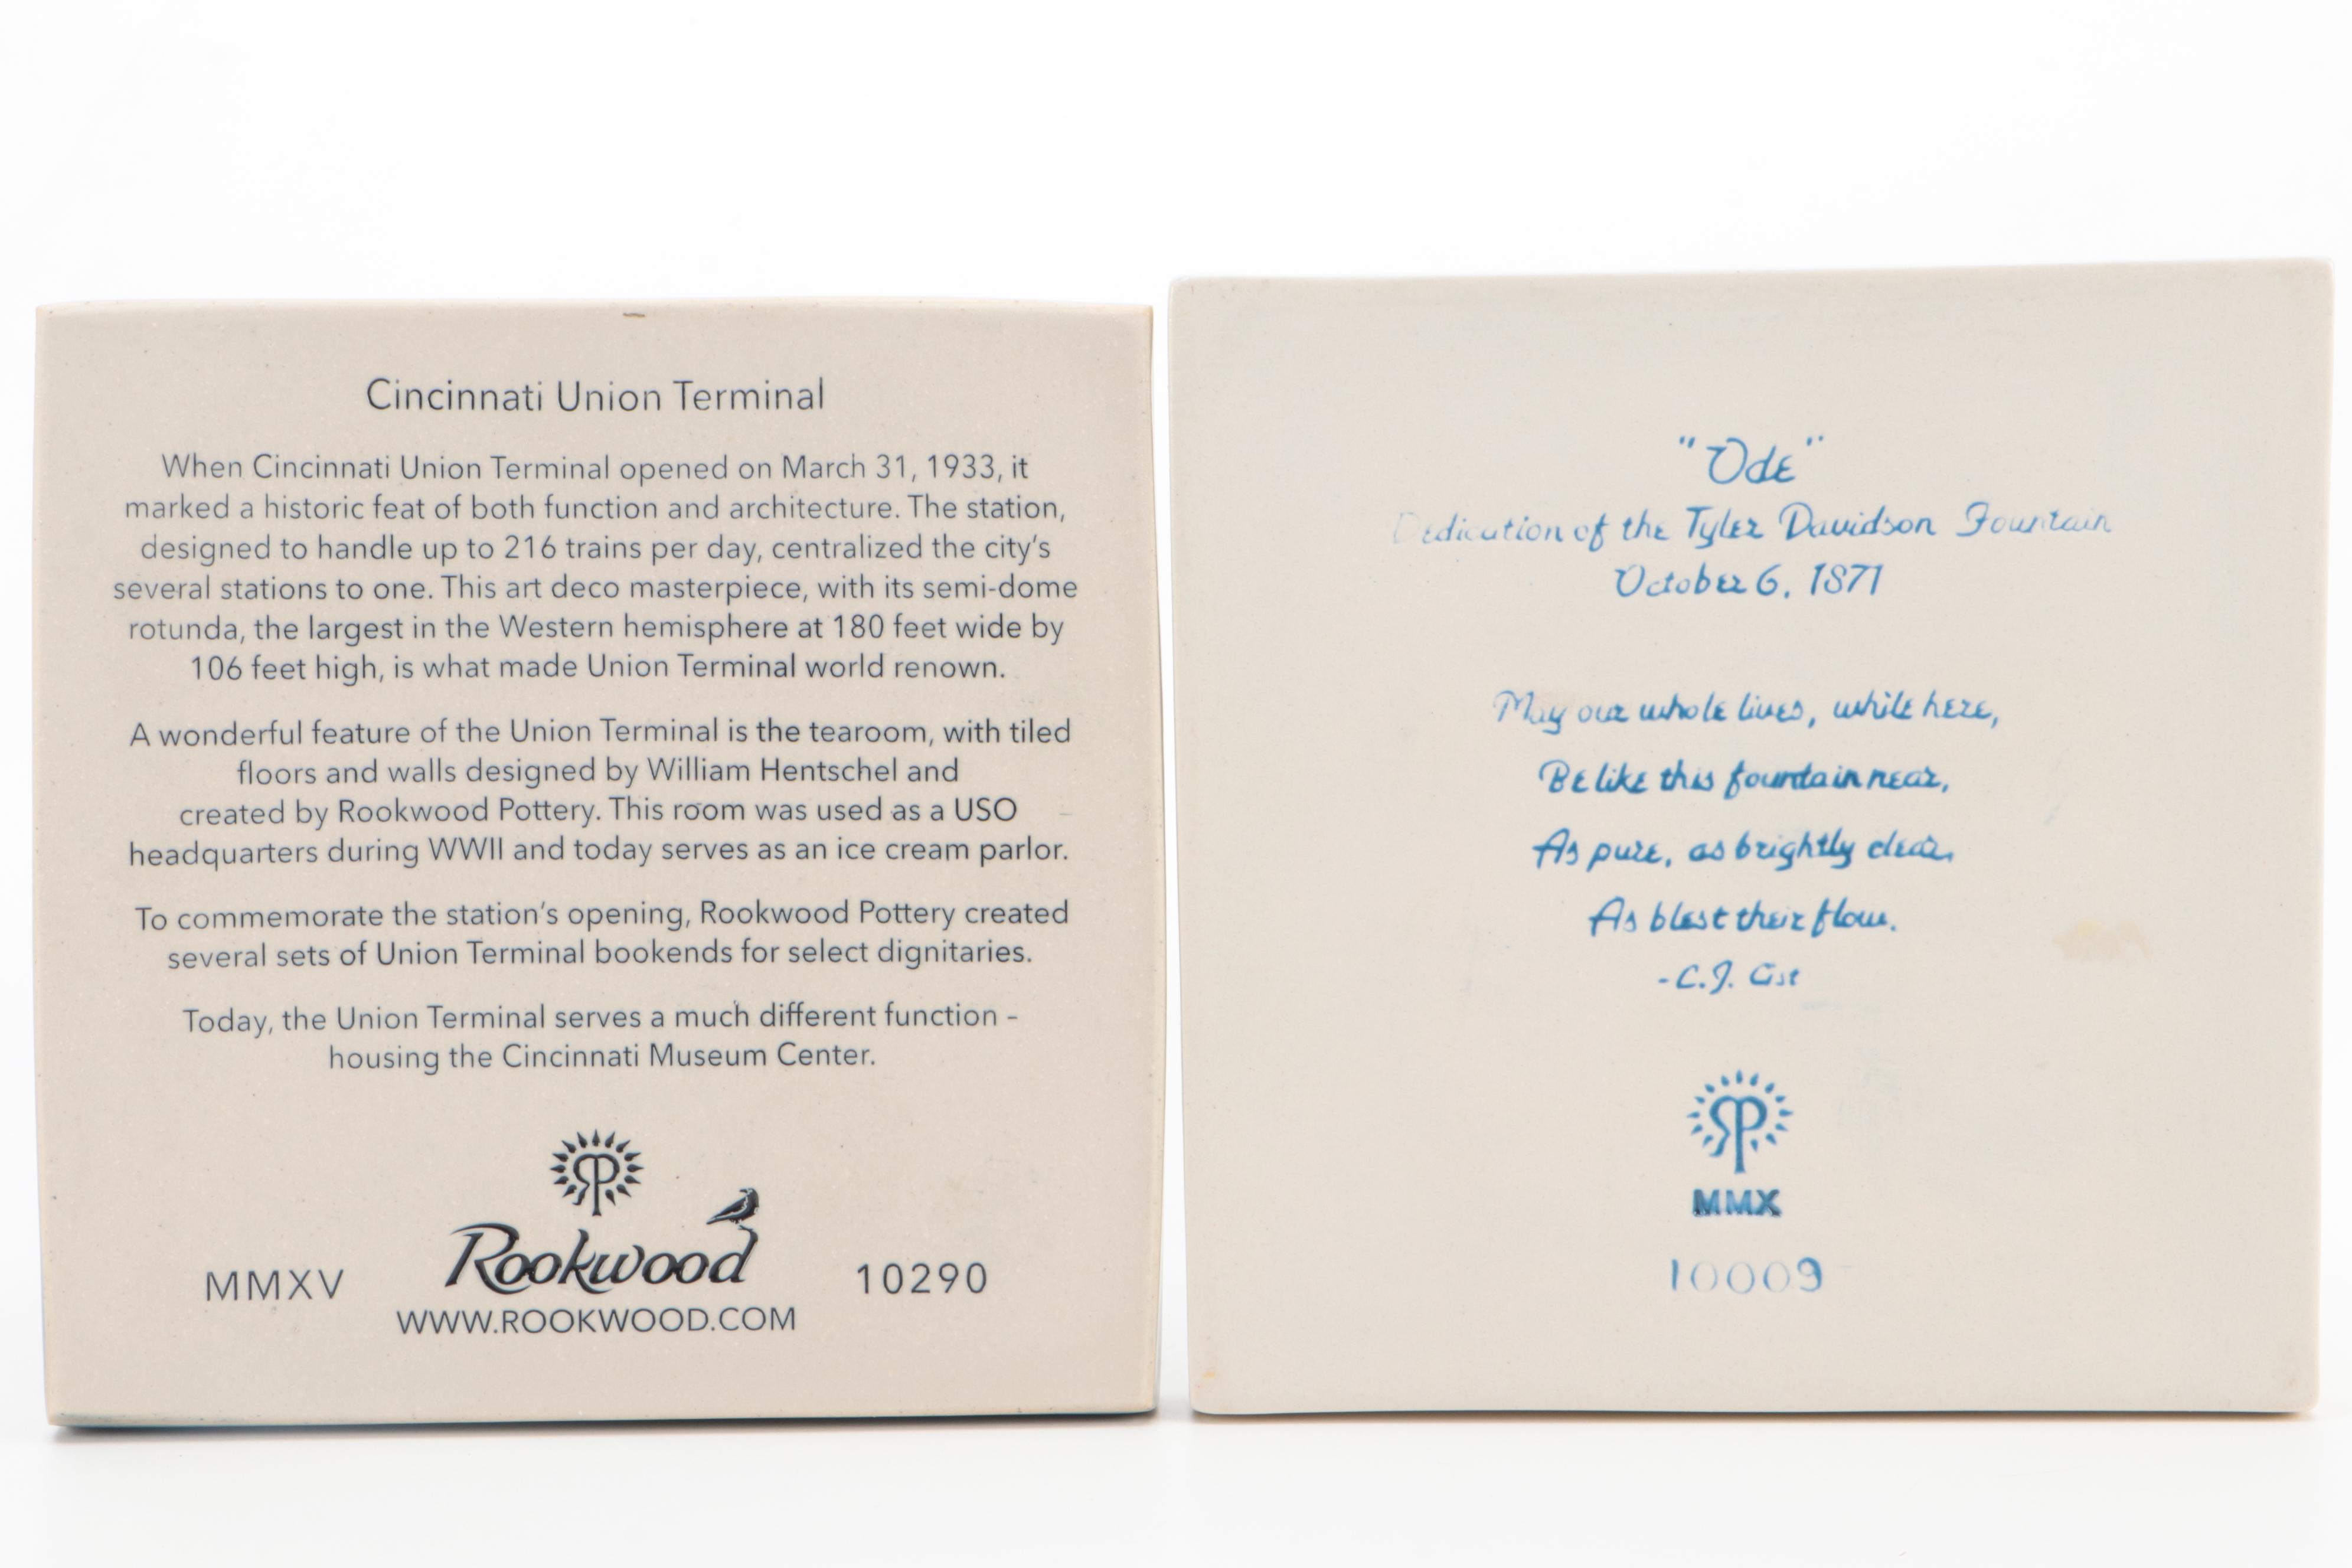 Cincinnati Union Terminal
When Cincinnati Union Terminal opened on March 31, 1933, it
marked a historic feat of both function and architecture. The station,
designed to handle up to 216 trains per day, centralized the city's
several stations to one. This art deco masterpiece, with its semi-dome
rotunda, the largest in the Western hemisphere at 180 feet wide by
106 feet high, is what made Union Terminal world renown.
A wonderful feature of the Union Terminal is the tearoom, with tiled
floors and walls designed by William Hentschel and
created by Rookwood Pottery. This room was used as a USO
headquarters during WWII and today serves as an ice cream parlor.
To commemorate the station's opening, Rookwood Pottery created
several sets of Union Terminal bookends for select dignitaries.
Today, the Union Terminal serves a much different function –
housing the Cincinnati Museum Center.
RP
Rookwood
MMXV 10290
WWW.ROOKWOOD.COM
"Ode"
Dedication of the Tyler Davidson Fountain
October 6, 1871
May our whole lives, while here,
Be like this fountain near,
As pure, as brightly clear,
As blest their flow.
-C.J. Cist
RP
MMX
10009